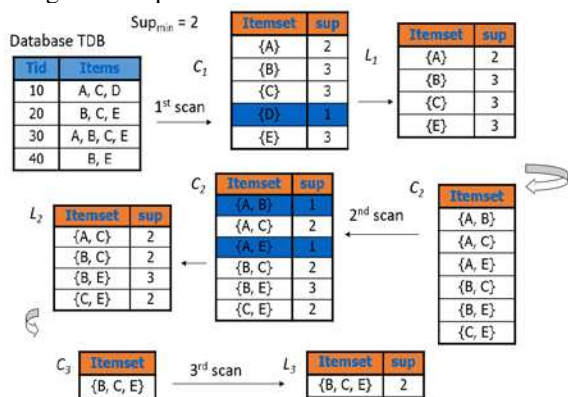 Sup_min = 2
Database TDB
Tid Items
10 A, C, D
20 B, C, E
30 A, B, C, E
40 B, E
1st scan
C1
Itemset sup
{A} 2
{B} 3
{C} 3
{D} 1
{E} 3
L1
Itemset sup
{A} 2
{B} 3
{C} 3
{E} 3
C2
Itemset
{A, B}
{A, C}
{A, E}
{B, C}
{B, E}
{C, E}
2nd scan
C2
Itemset sup
{A, B} 1
{A, C} 2
{A, E} 1
{B, C} 2
{B, E} 3
{C, E} 2
L2
Itemset sup
{A, C} 2
{B, C} 2
{B, E} 3
{C, E} 2
C3
Itemset
{B, C, E}
3rd scan
L3
Itemset sup
{B, C, E} 2